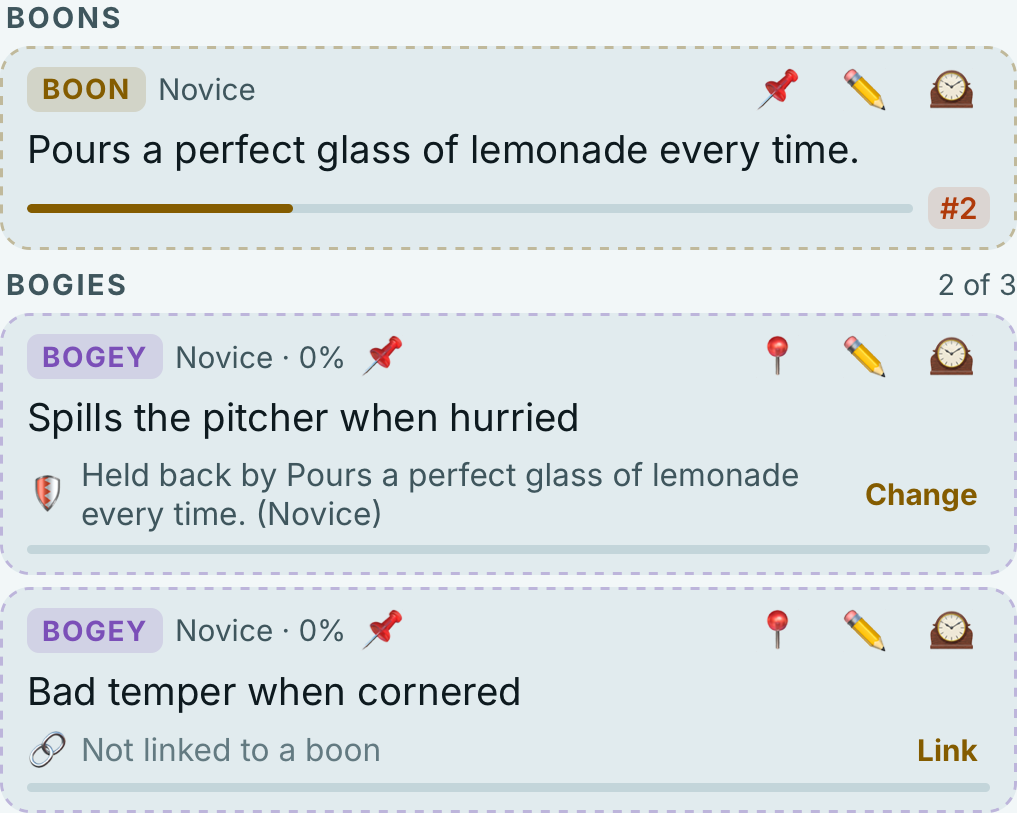 BOONS
BOON Novice
Pours a perfect glass of lemonade every time.
#2
BOGIES 2 of 3
BOGEY Novice · 0%
Spills the pitcher when hurried
Held back by Pours a perfect glass of lemonade
every time. (Novice)
Change
BOGEY Novice · 0%
Bad temper when cornered
Not linked to a boon Link